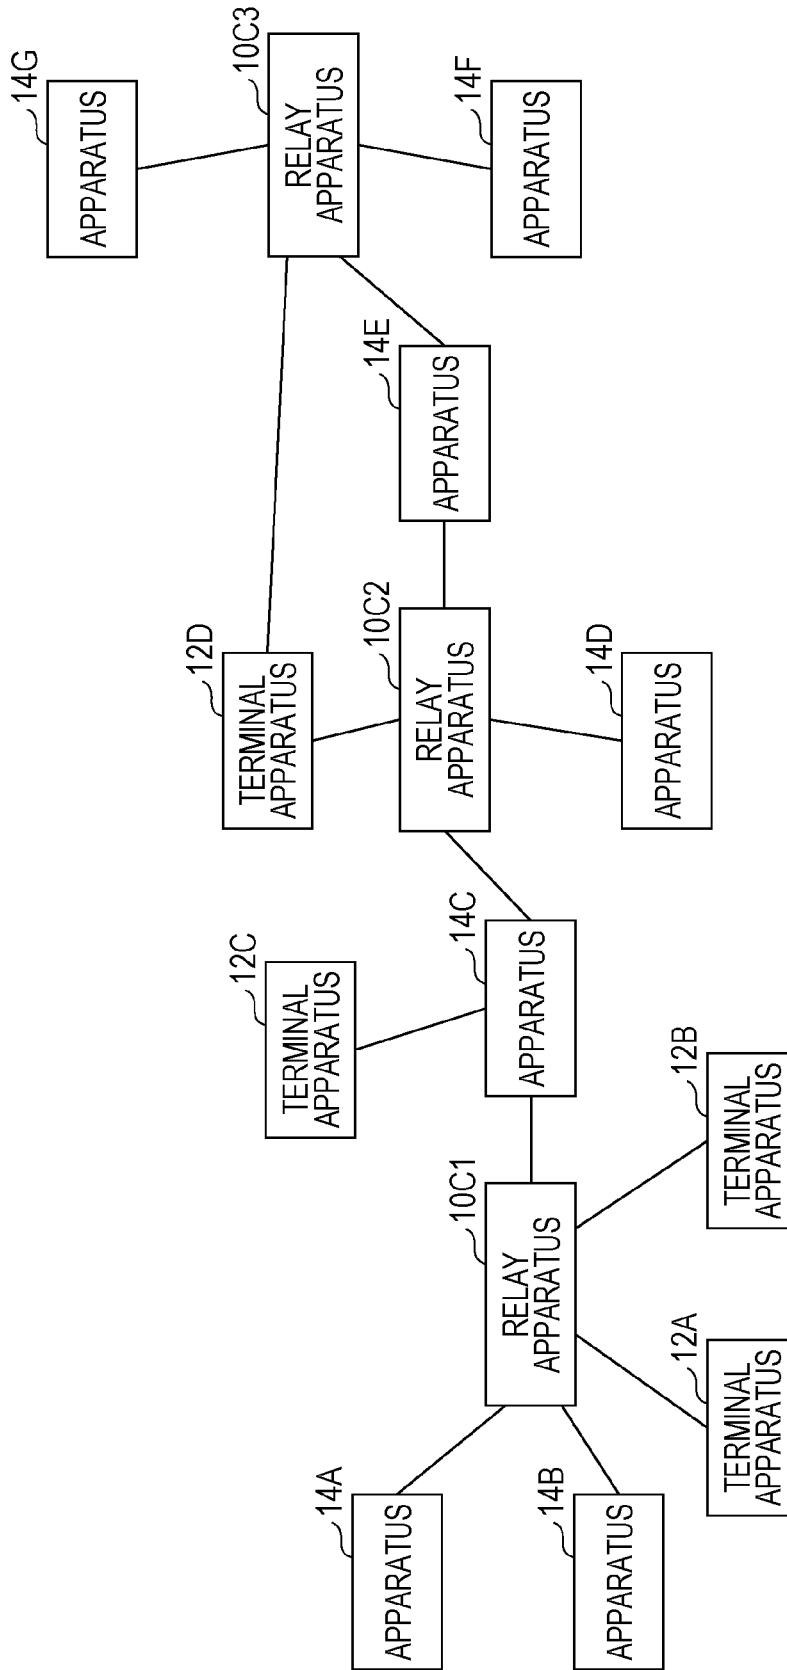 14A
APPARATUS
14B
APPARATUS
10C1
RELAY
APPARATUS
12A
TERMINAL
APPARATUS
12B
TERMINAL
APPARATUS
12C
TERMINAL
APPARATUS
14C
APPARATUS
12D
TERMINAL
APPARATUS
10C2
RELAY
APPARATUS
14D
APPARATUS
14E
APPARATUS
14G
APPARATUS
10C3
RELAY
APPARATUS
14F
APPARATUS